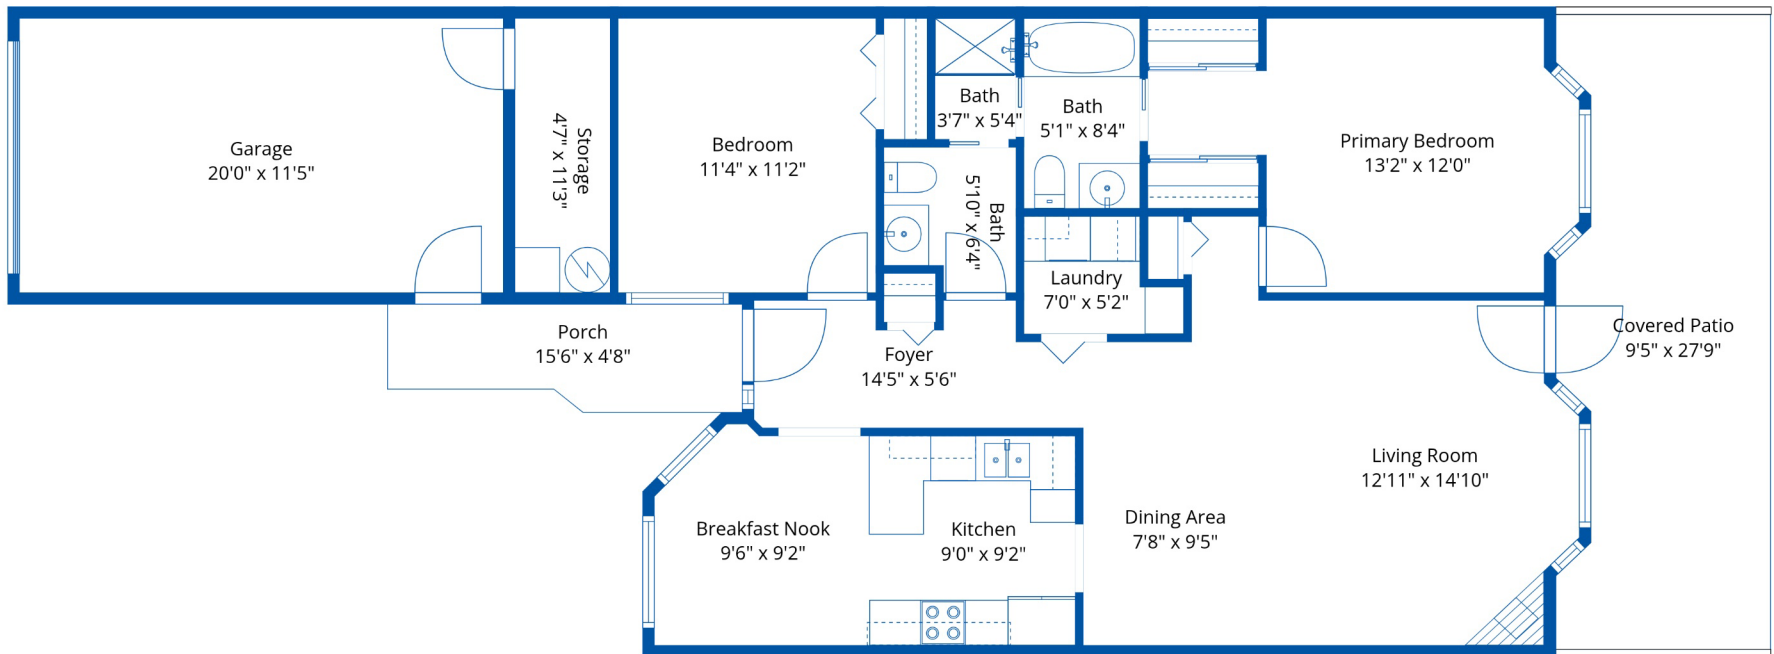 Garage
20'0" x 11'5"
Storage
4'7" x 11'3"
Bedroom
11'4" x 11'2"
Bath
3'7" x 5'4"
Bath
5'1" x 8'4"
Bath
5'10" x 6'4"
Primary Bedroom
13'2" x 12'0"
Laundry
7'0" x 5'2"
Porch
15'6" x 4'8"
Foyer
14'5" x 5'6"
Covered Patio
9'5" x 27'9"
Living Room
12'11" x 14'10"
Breakfast Nook
9'6" x 9'2"
Kitchen
9'0" x 9'2"
Dining Area
7'8" x 9'5"